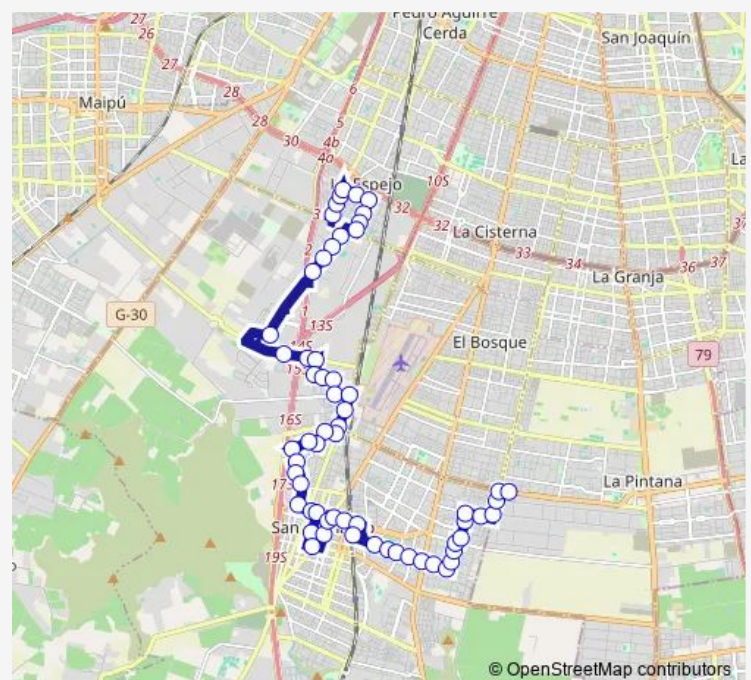 Pedro Aguirre
Cerda
San Joaquín
26
27
27
Maipú
28
28
30
6
5
4b
4a
Espejo
10S
3
32
32
2
La Cisterna
33
34
36
37
La Granja
1
13S
G-30
14S
15S
El Bosque
79
16S
17S
La Pintana
San
19S
© OpenStreetMap contributors